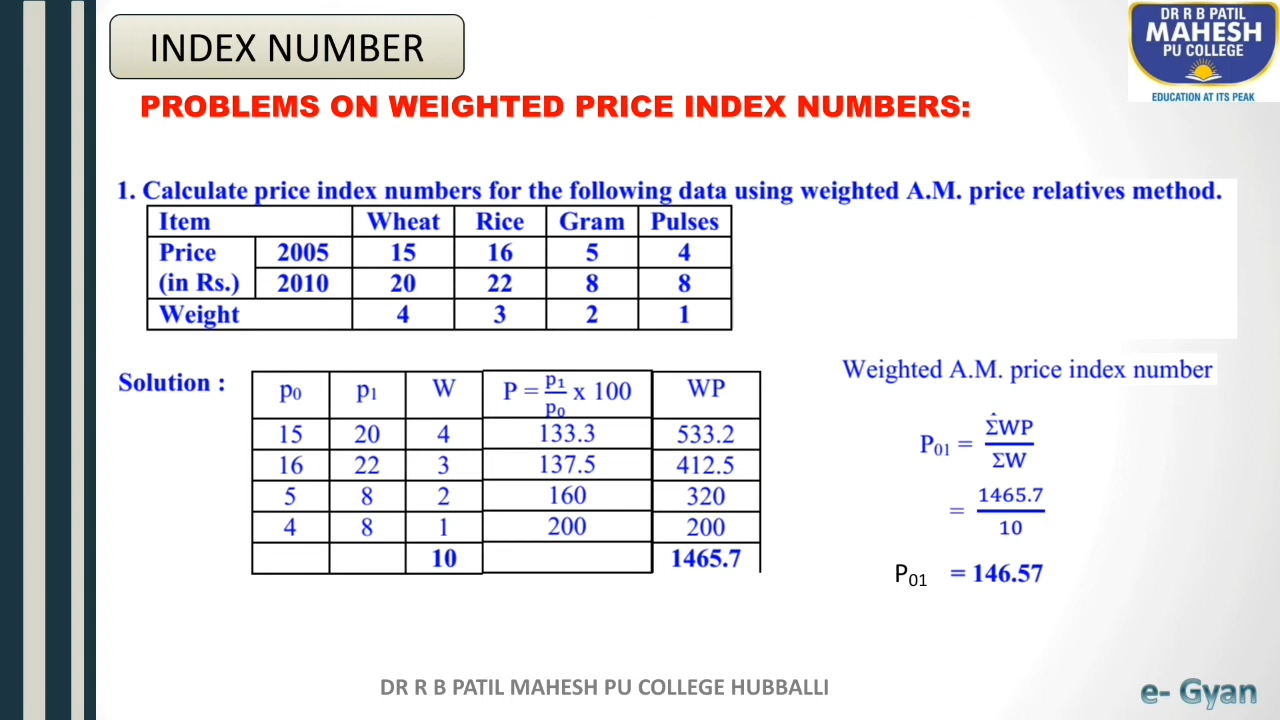 INDEX NUMBER
DR R B PATIL
MAHESH
PU COLLEGE
EDUCATION AT ITS PEAK
PROBLEMS ON WEIGHTED PRICE INDEX NUMBERS:
1. Calculate price index numbers for the following data using weighted A.M. price relatives method.
Item Wheat Rice Gram Pulses
Price 2005 15 16 5 4
(in Rs.) 2010 20 22 8 8
Weight 4 3 2 1
Solution :
p₀ p₁ W P = p₁/p₀ x 100 WP
15 20 4 133.3 533.2
16 22 3 137.5 412.5
5 8 2 160 320
4 8 1 200 200
10 1465.7
Weighted A.M. price index number
P₀₁ = ΣWP/ΣW
= 1465.7/10
P₀₁ = 146.57
DR R B PATIL MAHESH PU COLLEGE HUBBALLI
e- Gyan